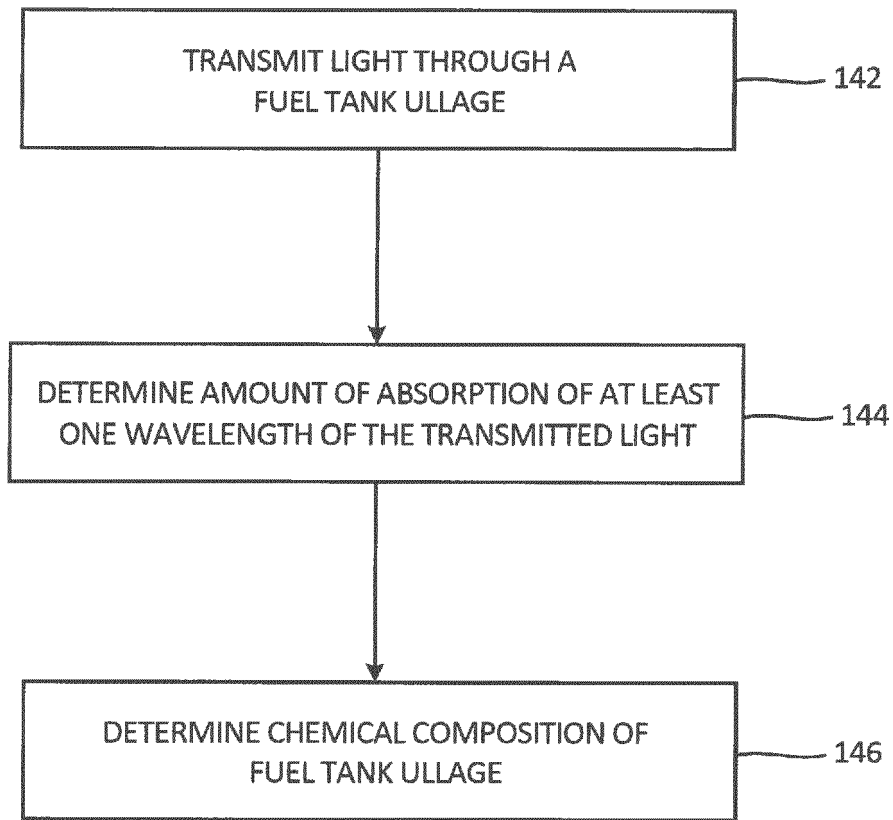 TRANSMIT LIGHT THROUGH A
FUEL TANK ULLAGE
142
DETERMINE AMOUNT OF ABSORPTION OF AT LEAST
ONE WAVELENGTH OF THE TRANSMITTED LIGHT
144
DETERMINE CHEMICAL COMPOSITION OF
FUEL TANK ULLAGE
146